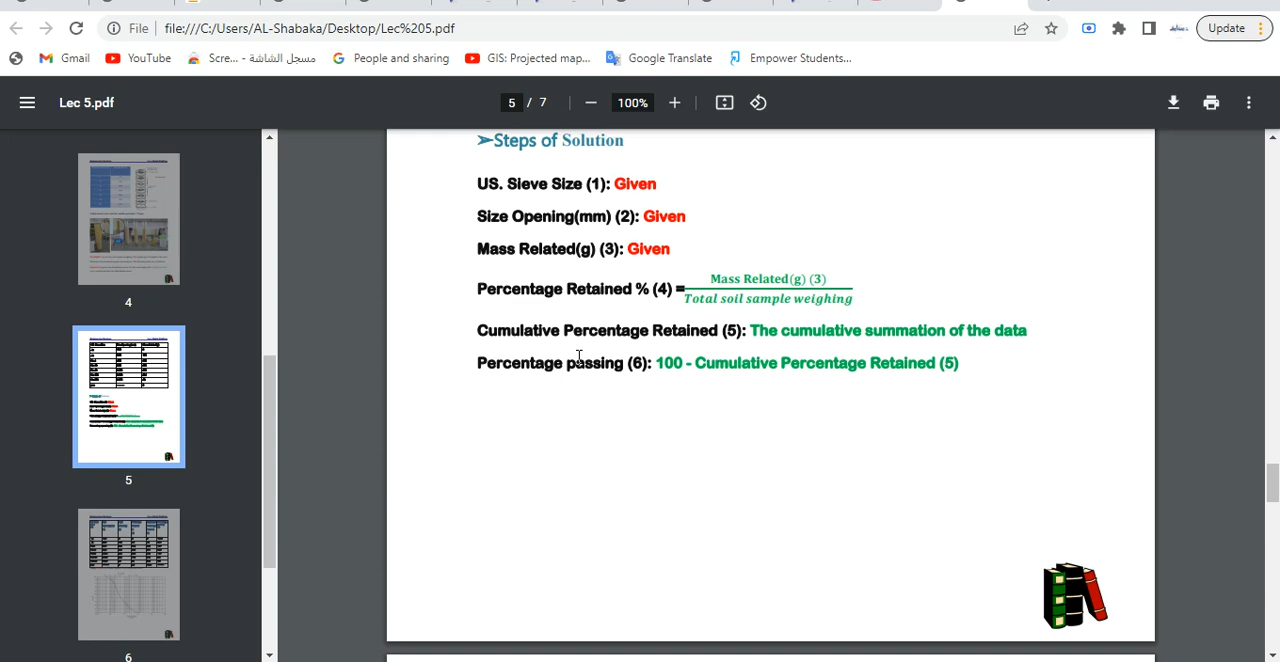 File file:///C:/Users/AL-Shabaka/Desktop/Lec%205.pdf Update
Gmail YouTube Scre... - مسجل الشاشة People and sharing GIS: Projected map... Google Translate Empower Students...
Lec 5.pdf 5 / 7 100%
➢Steps of Solution
US. Sieve Size (1): Given
Size Opening(mm) (2): Given
Mass Related(g) (3): Given
Percentage Retained % (4) = Mass Related(g) (3)
Total soil sample weighing
Cumulative Percentage Retained (5): The cumulative summation of the data
Percentage passing (6): 100 - Cumulative Percentage Retained (5)
4
5
6